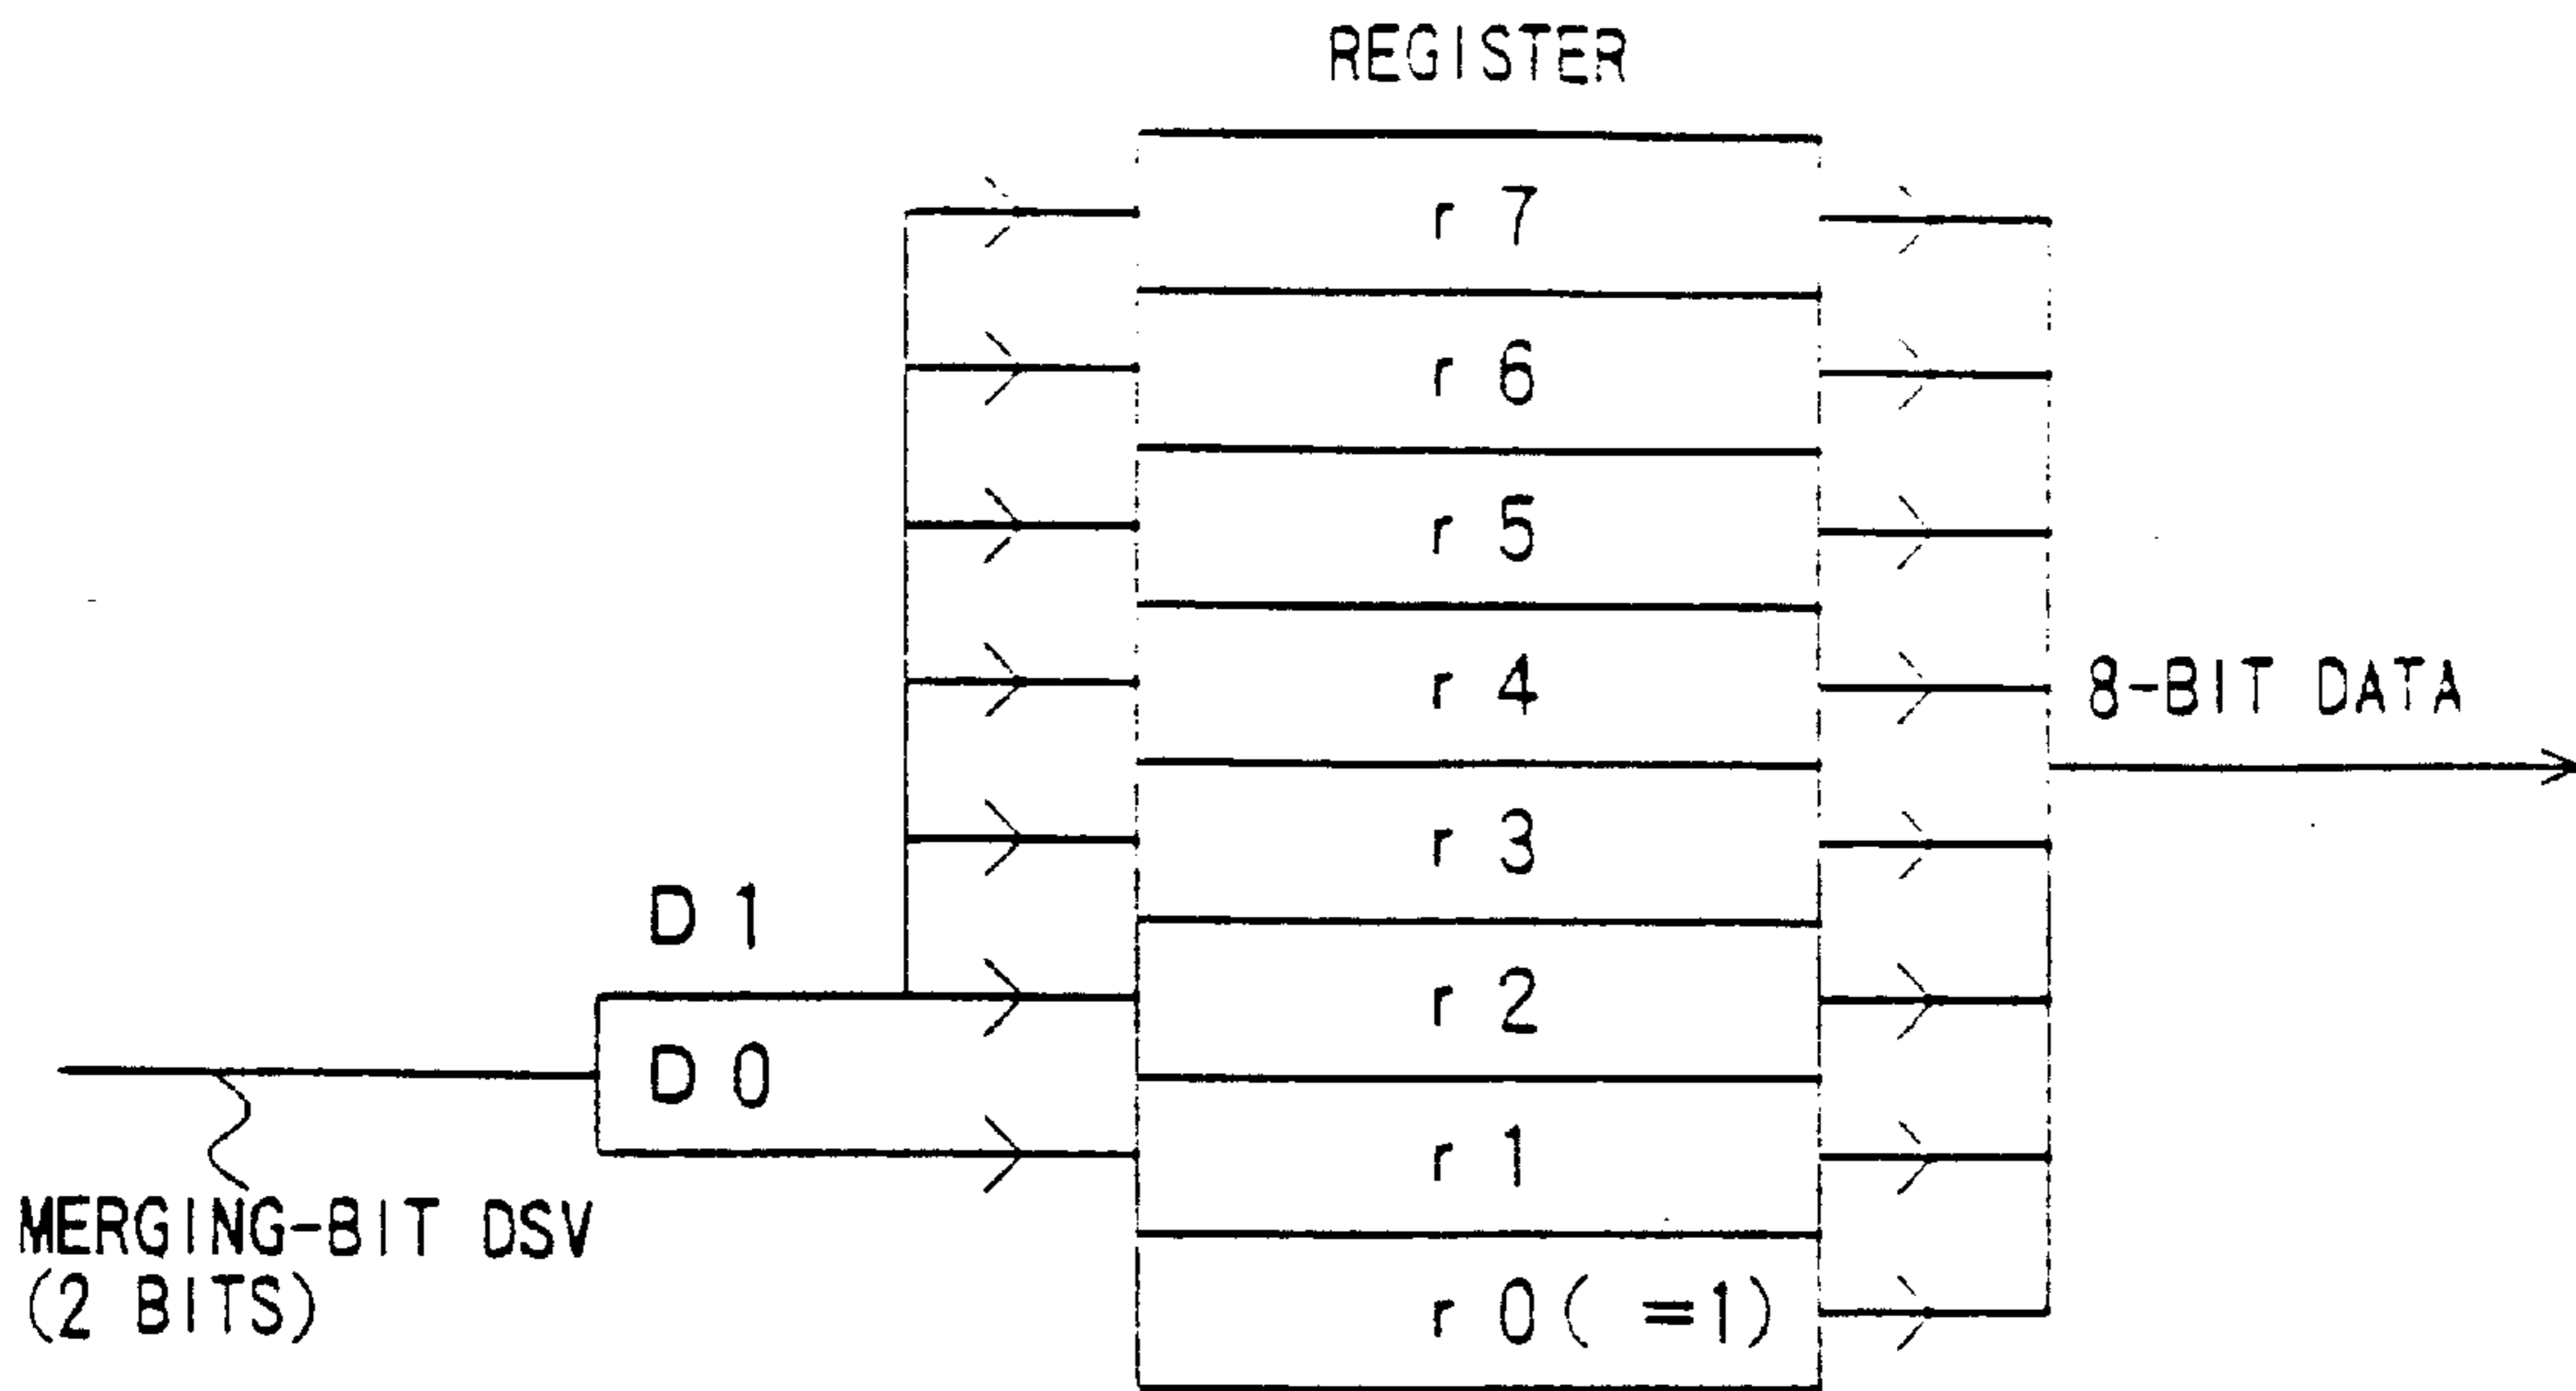 REGISTER
r 7
r 6
r 5
r 4
8-BIT DATA
r 3
D 1
r 2
D 0
r 1
MERGING-BIT DSV
(2 BITS)
r 0( =1)